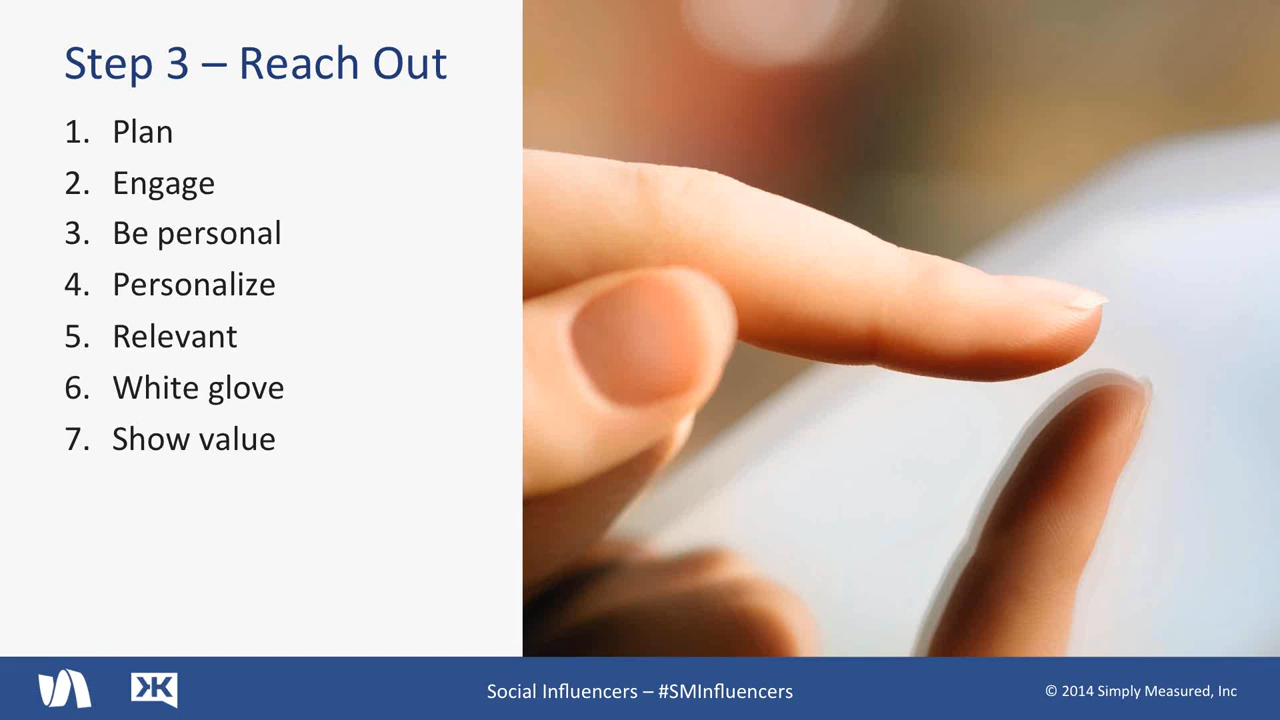 Step 3 – Reach Out
1. Plan
2. Engage
3. Be personal
4. Personalize
5. Relevant
6. White glove
7. Show value
Social Influencers – #SMInfluencers
© 2014 Simply Measured, Inc